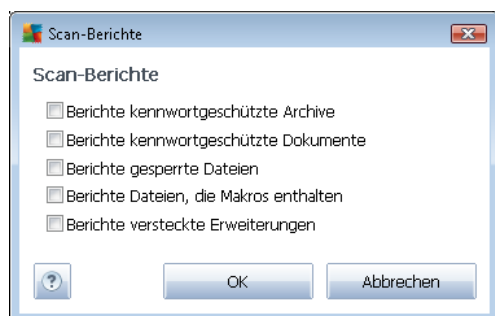 Scan-Berichte
Scan-Berichte
Berichte kennwortgeschützte Archive
Berichte kennwortgeschützte Dokumente
Berichte gesperrte Dateien
Berichte Dateien, die Makros enthalten
Berichte versteckte Erweiterungen
? OK Abbrechen